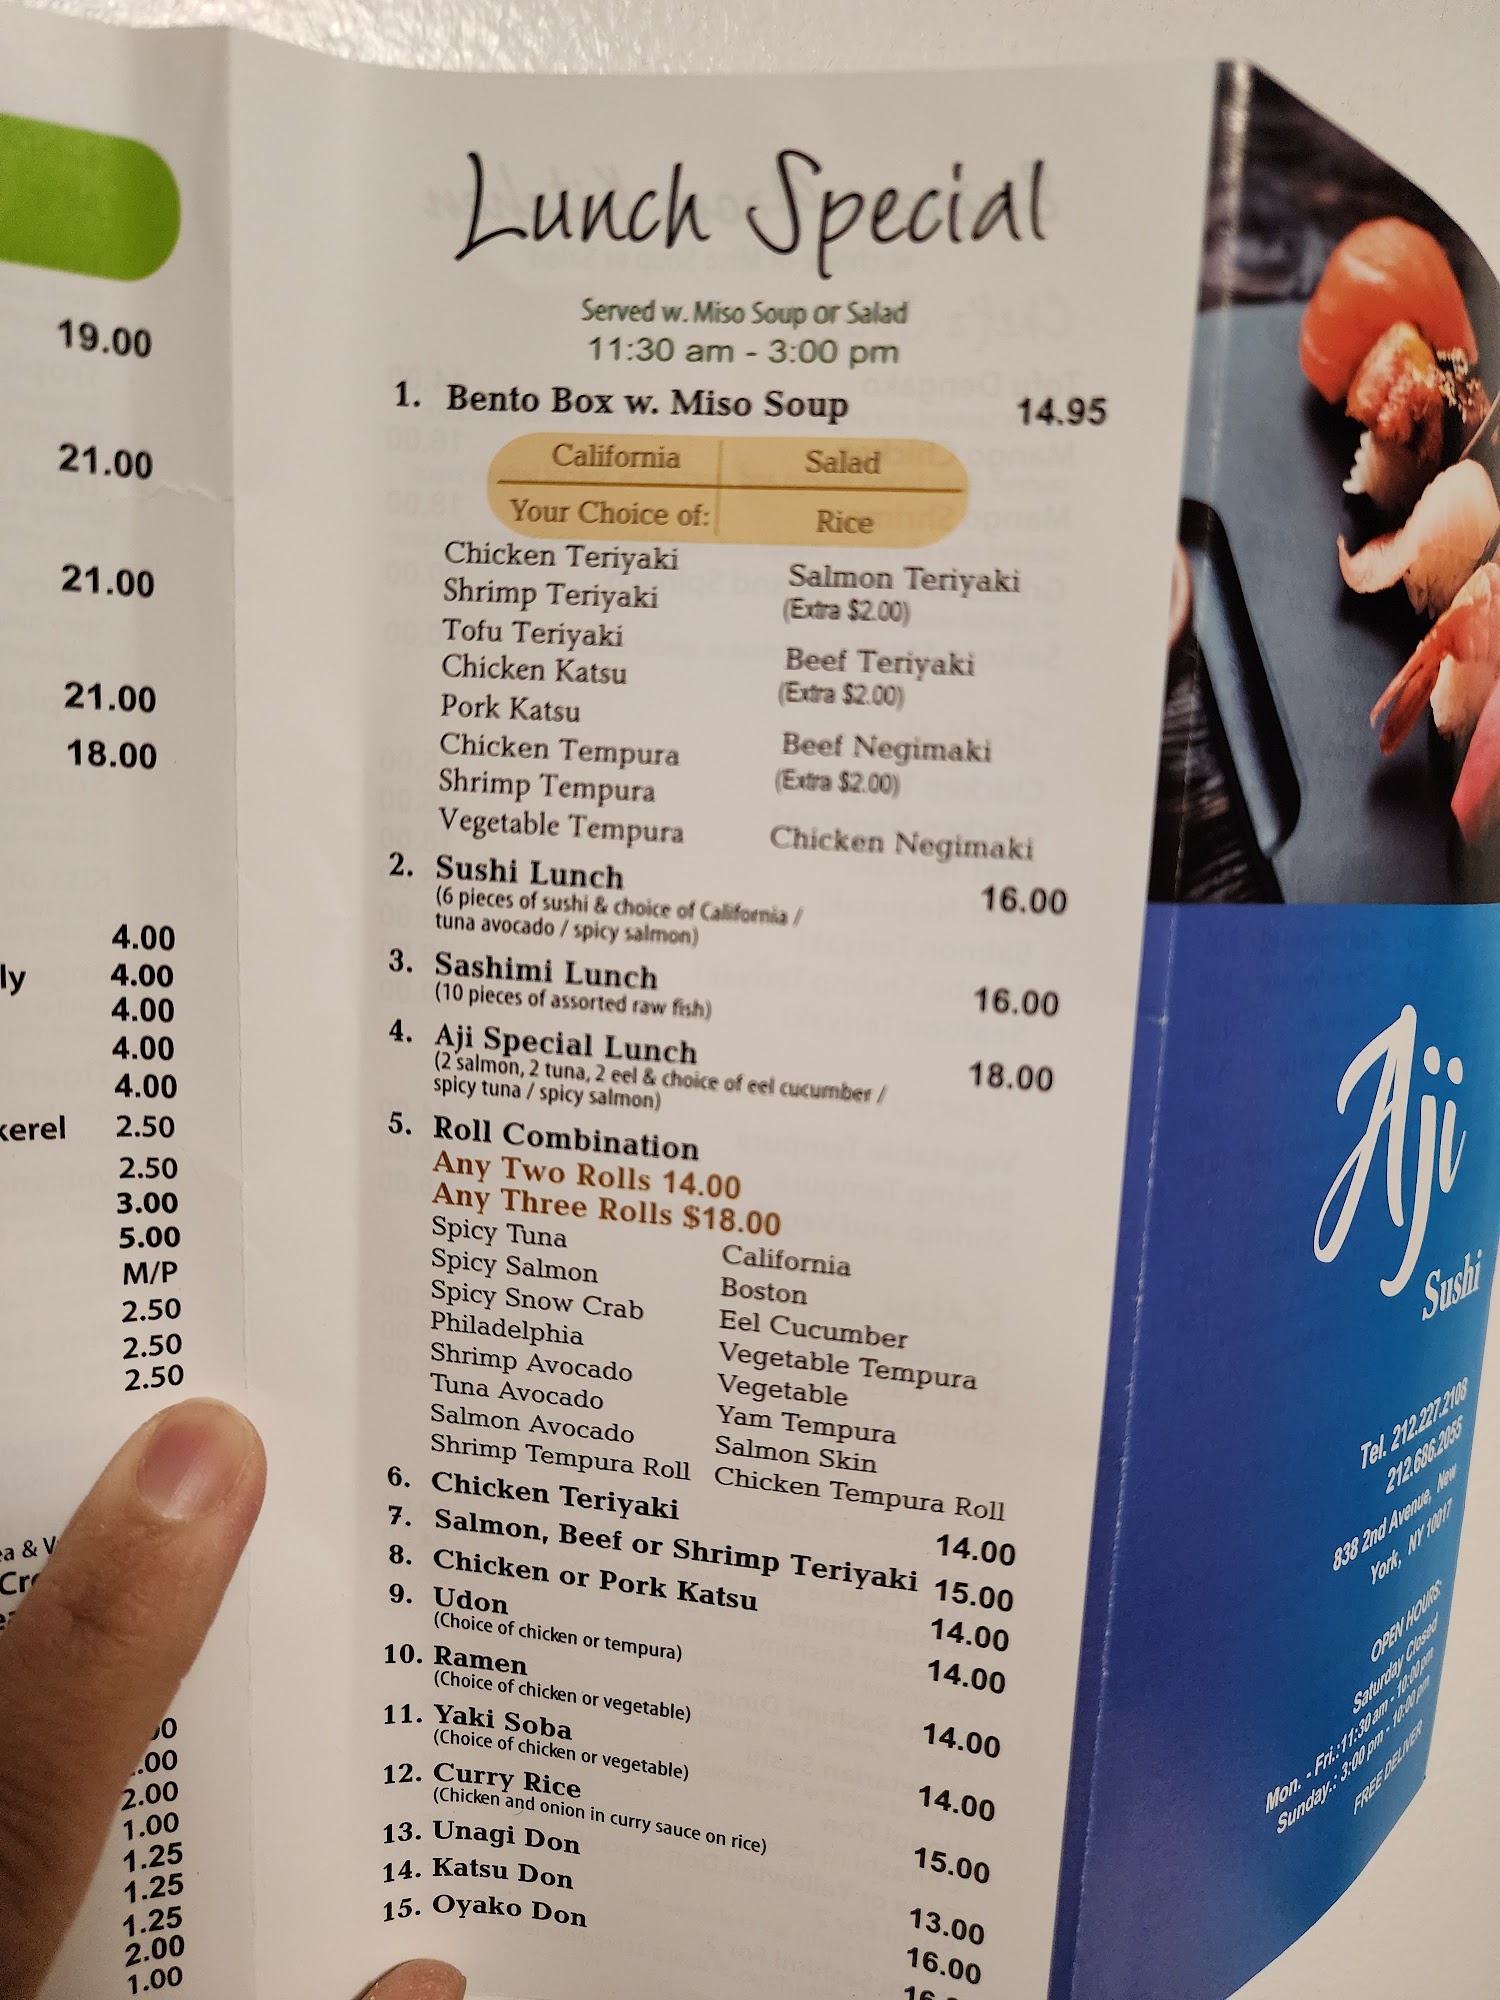 19.00
21.00
21.00
21.00
18.00
4.00
ly 4.00
4.00
4.00
4.00
kerel 2.50
2.50
3.00
5.00
M/P
2.50
2.50
2.50
.00
2.00
1.00
1.25
1.25
1.25
2.00
1.00
Lunch Special
Served w. Miso Soup or Salad
11:30 am - 3:00 pm
1. Bento Box w. Miso Soup 14.95
California Salad
Your Choice of: Rice
Chicken Teriyaki
Shrimp Teriyaki
Tofu Teriyaki
Chicken Katsu
Pork Katsu
Chicken Tempura
Shrimp Tempura
Vegetable Tempura
Salmon Teriyaki
(Extra $2.00)
Beef Teriyaki
(Extra $2.00)
Beef Negimaki
(Extra $2.00)
Chicken Negimaki
2. Sushi Lunch 16.00
(6 pieces of sushi & choice of California /
tuna avocado / spicy salmon)
3. Sashimi Lunch 16.00
(10 pieces of assorted raw fish)
4. Aji Special Lunch 18.00
(2 salmon, 2 tuna, 2 eel & choice of eel cucumber /
spicy tuna / spicy salmon)
5. Roll Combination
Any Two Rolls 14.00
Any Three Rolls $18.00
Spicy Tuna
Spicy Salmon
Spicy Snow Crab
Philadelphia
Shrimp Avocado
Tuna Avocado
Salmon Avocado
Shrimp Tempura Roll
California
Boston
Eel Cucumber
Vegetable Tempura
Vegetable
Yam Tempura
Salmon Skin
Chicken Tempura Roll
6. Chicken Teriyaki 14.00
7. Salmon, Beef or Shrimp Teriyaki 15.00
8. Chicken or Pork Katsu 14.00
9. Udon 14.00
(Choice of chicken or tempura)
10. Ramen 14.00
(Choice of chicken or vegetable)
11. Yaki Soba 14.00
(Choice of chicken or vegetable)
12. Curry Rice 15.00
(Chicken and onion in curry sauce on rice)
13. Unagi Don 13.00
14. Katsu Don 16.00
15. Oyako Don
Aji
Sushi
Tel. 212.227.2108
212.686.2055
838 2nd Avenue, New
York, NY 10017
OPEN HOURS:
Saturday Closed
Mon. - Fri.:11:30 am - 10:00 pm
Sunday.: 3:00 pm - 10:00 pm
FREE DELIVER